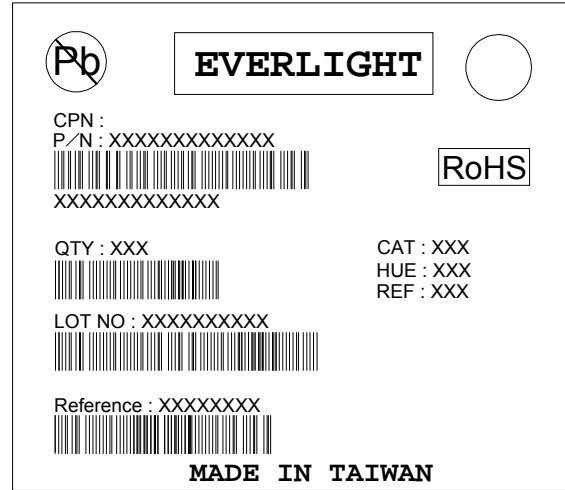 Pb
EVERLIGHT
CPN :
P/N : XXXXXXXXXXXXX
RoHS
XXXXXXXXXXXXX
QTY : XXX
CAT : XXX
HUE : XXX
REF : XXX
LOT NO : XXXXXXXXXX
Reference : XXXXXXXX
MADE IN TAIWAN